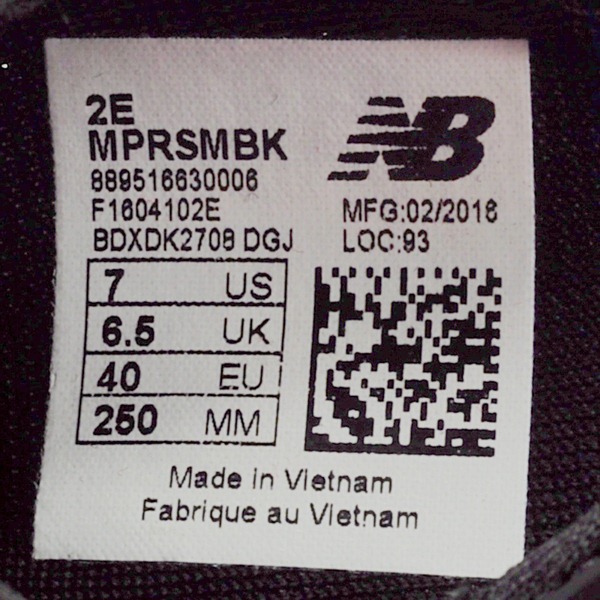 2E
MPRSMBK
NB
889516630006
F1604102E
MFG:02/2016
BDXDK2708 DGJ
LOC:93
7 US
6.5 UK
40 EU
250 MM
Made in Vietnam
Fabrique au Vietnam